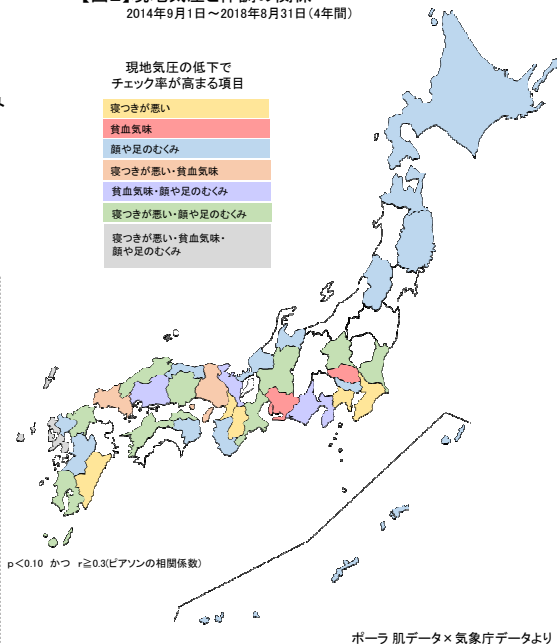 2014年9月1日～2018年8月31日(4年間)
現地気圧の低下で
チェック率が高まる項目
寝つきが悪い
貧血気味
顔や足のむくみ
寝つきが悪い・貧血気味
貧血気味・顔や足のむくみ
寝つきが悪い・顔や足のむくみ
寝つきが悪い・貧血気味・
顔や足のむくみ
p＜0.10 かつ r≧0.3(ピアソンの相関係数)
ポーラ 肌データ×気象庁データより